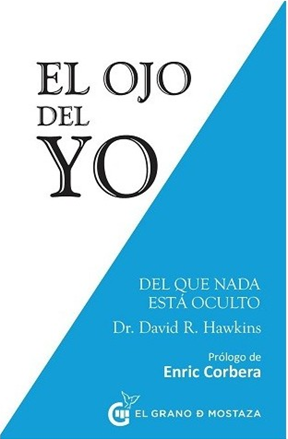 EL OJO
DEL
YO
DEL QUE NADA
ESTÁ OCULTO
Dr. David R. Hawkins
Prólogo de
Enric Corbera
EL GRANO D MOSTAZA